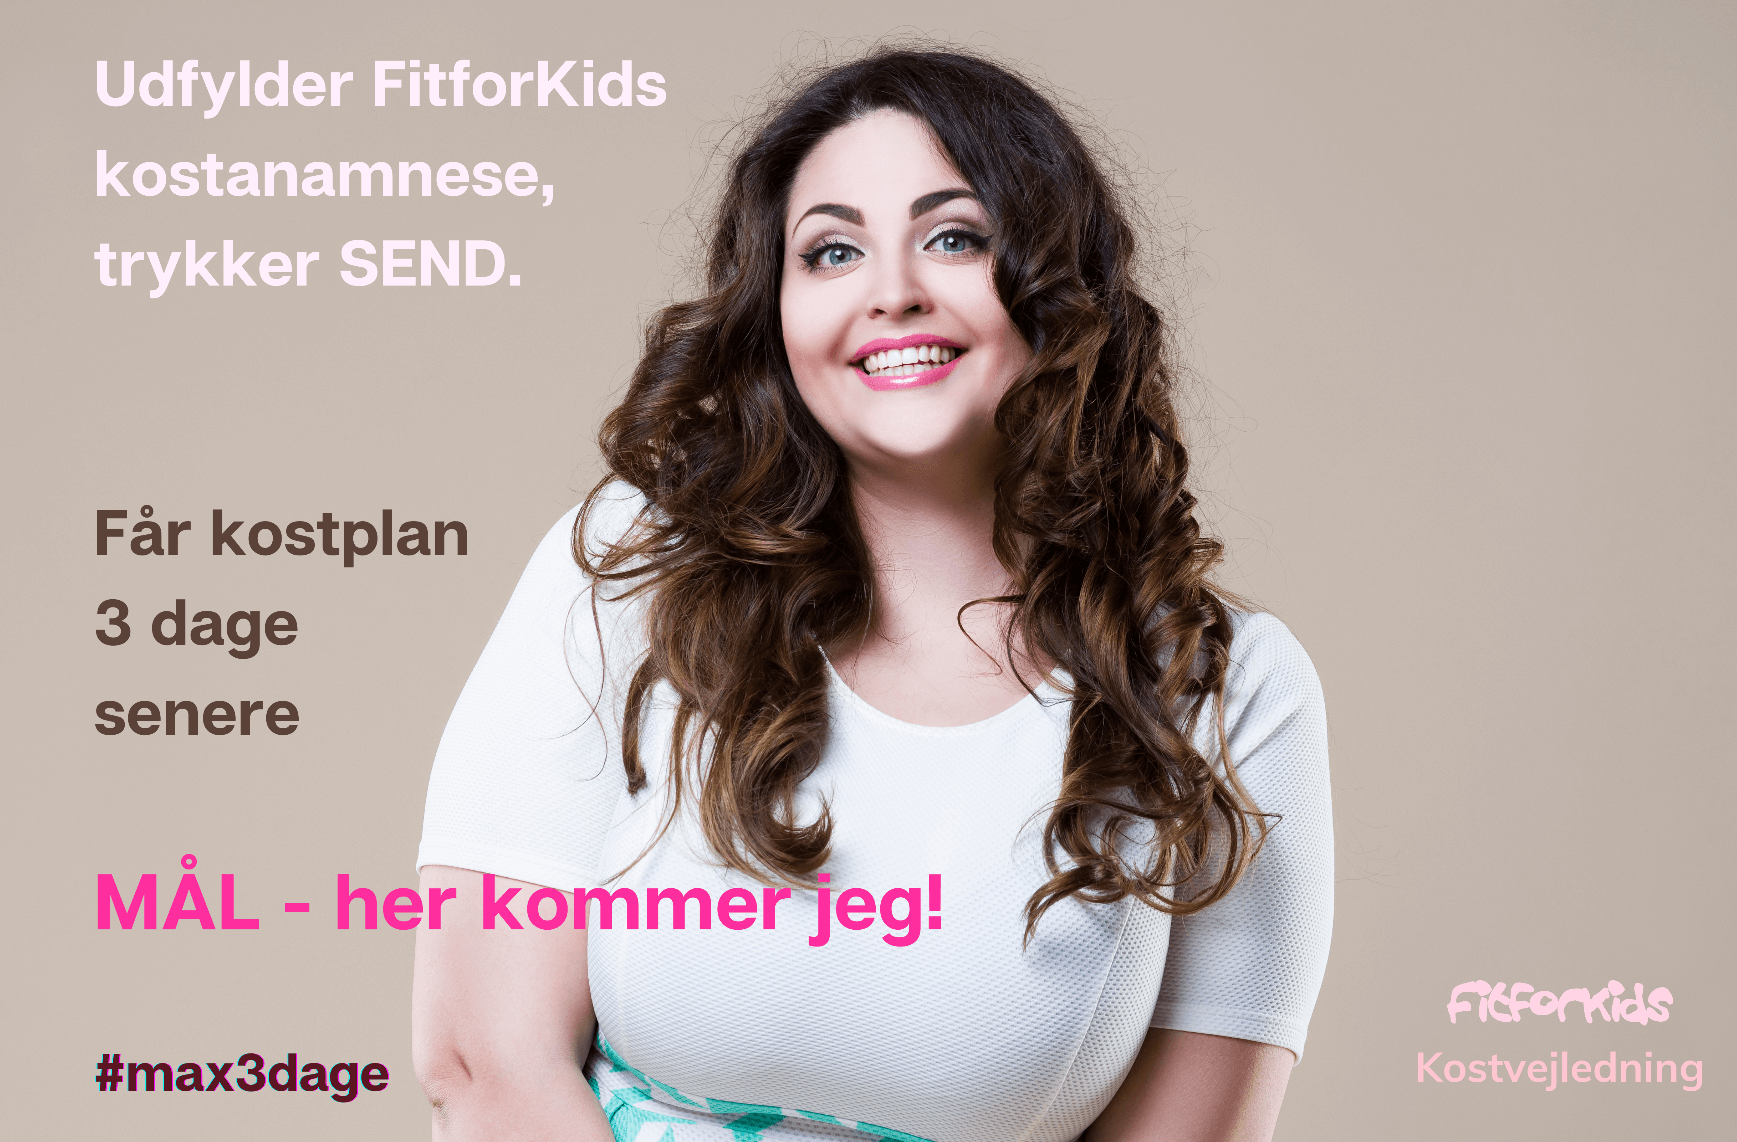 Udfylder FitforKids
kostanamnese,
trykker SEND.
Får kostplan
3 dage
senere
MÅL - her kommer jeg!
#max3dage
FitforKids
Kostvejledning